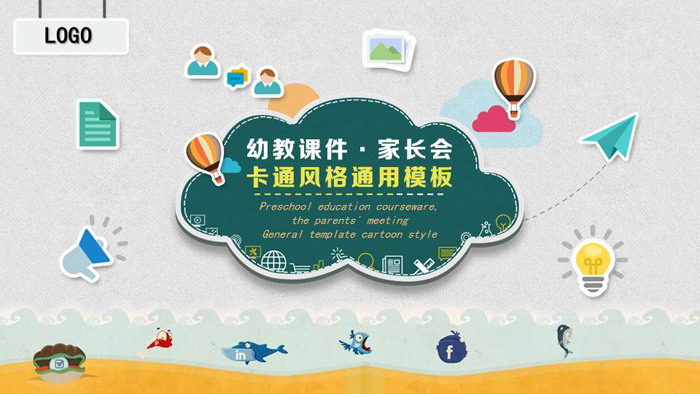 LOGO
幼教课件·家长会
卡通风格通用模板
Preschool education courseware,
the parents' meeting
General template cartoon style
in
f